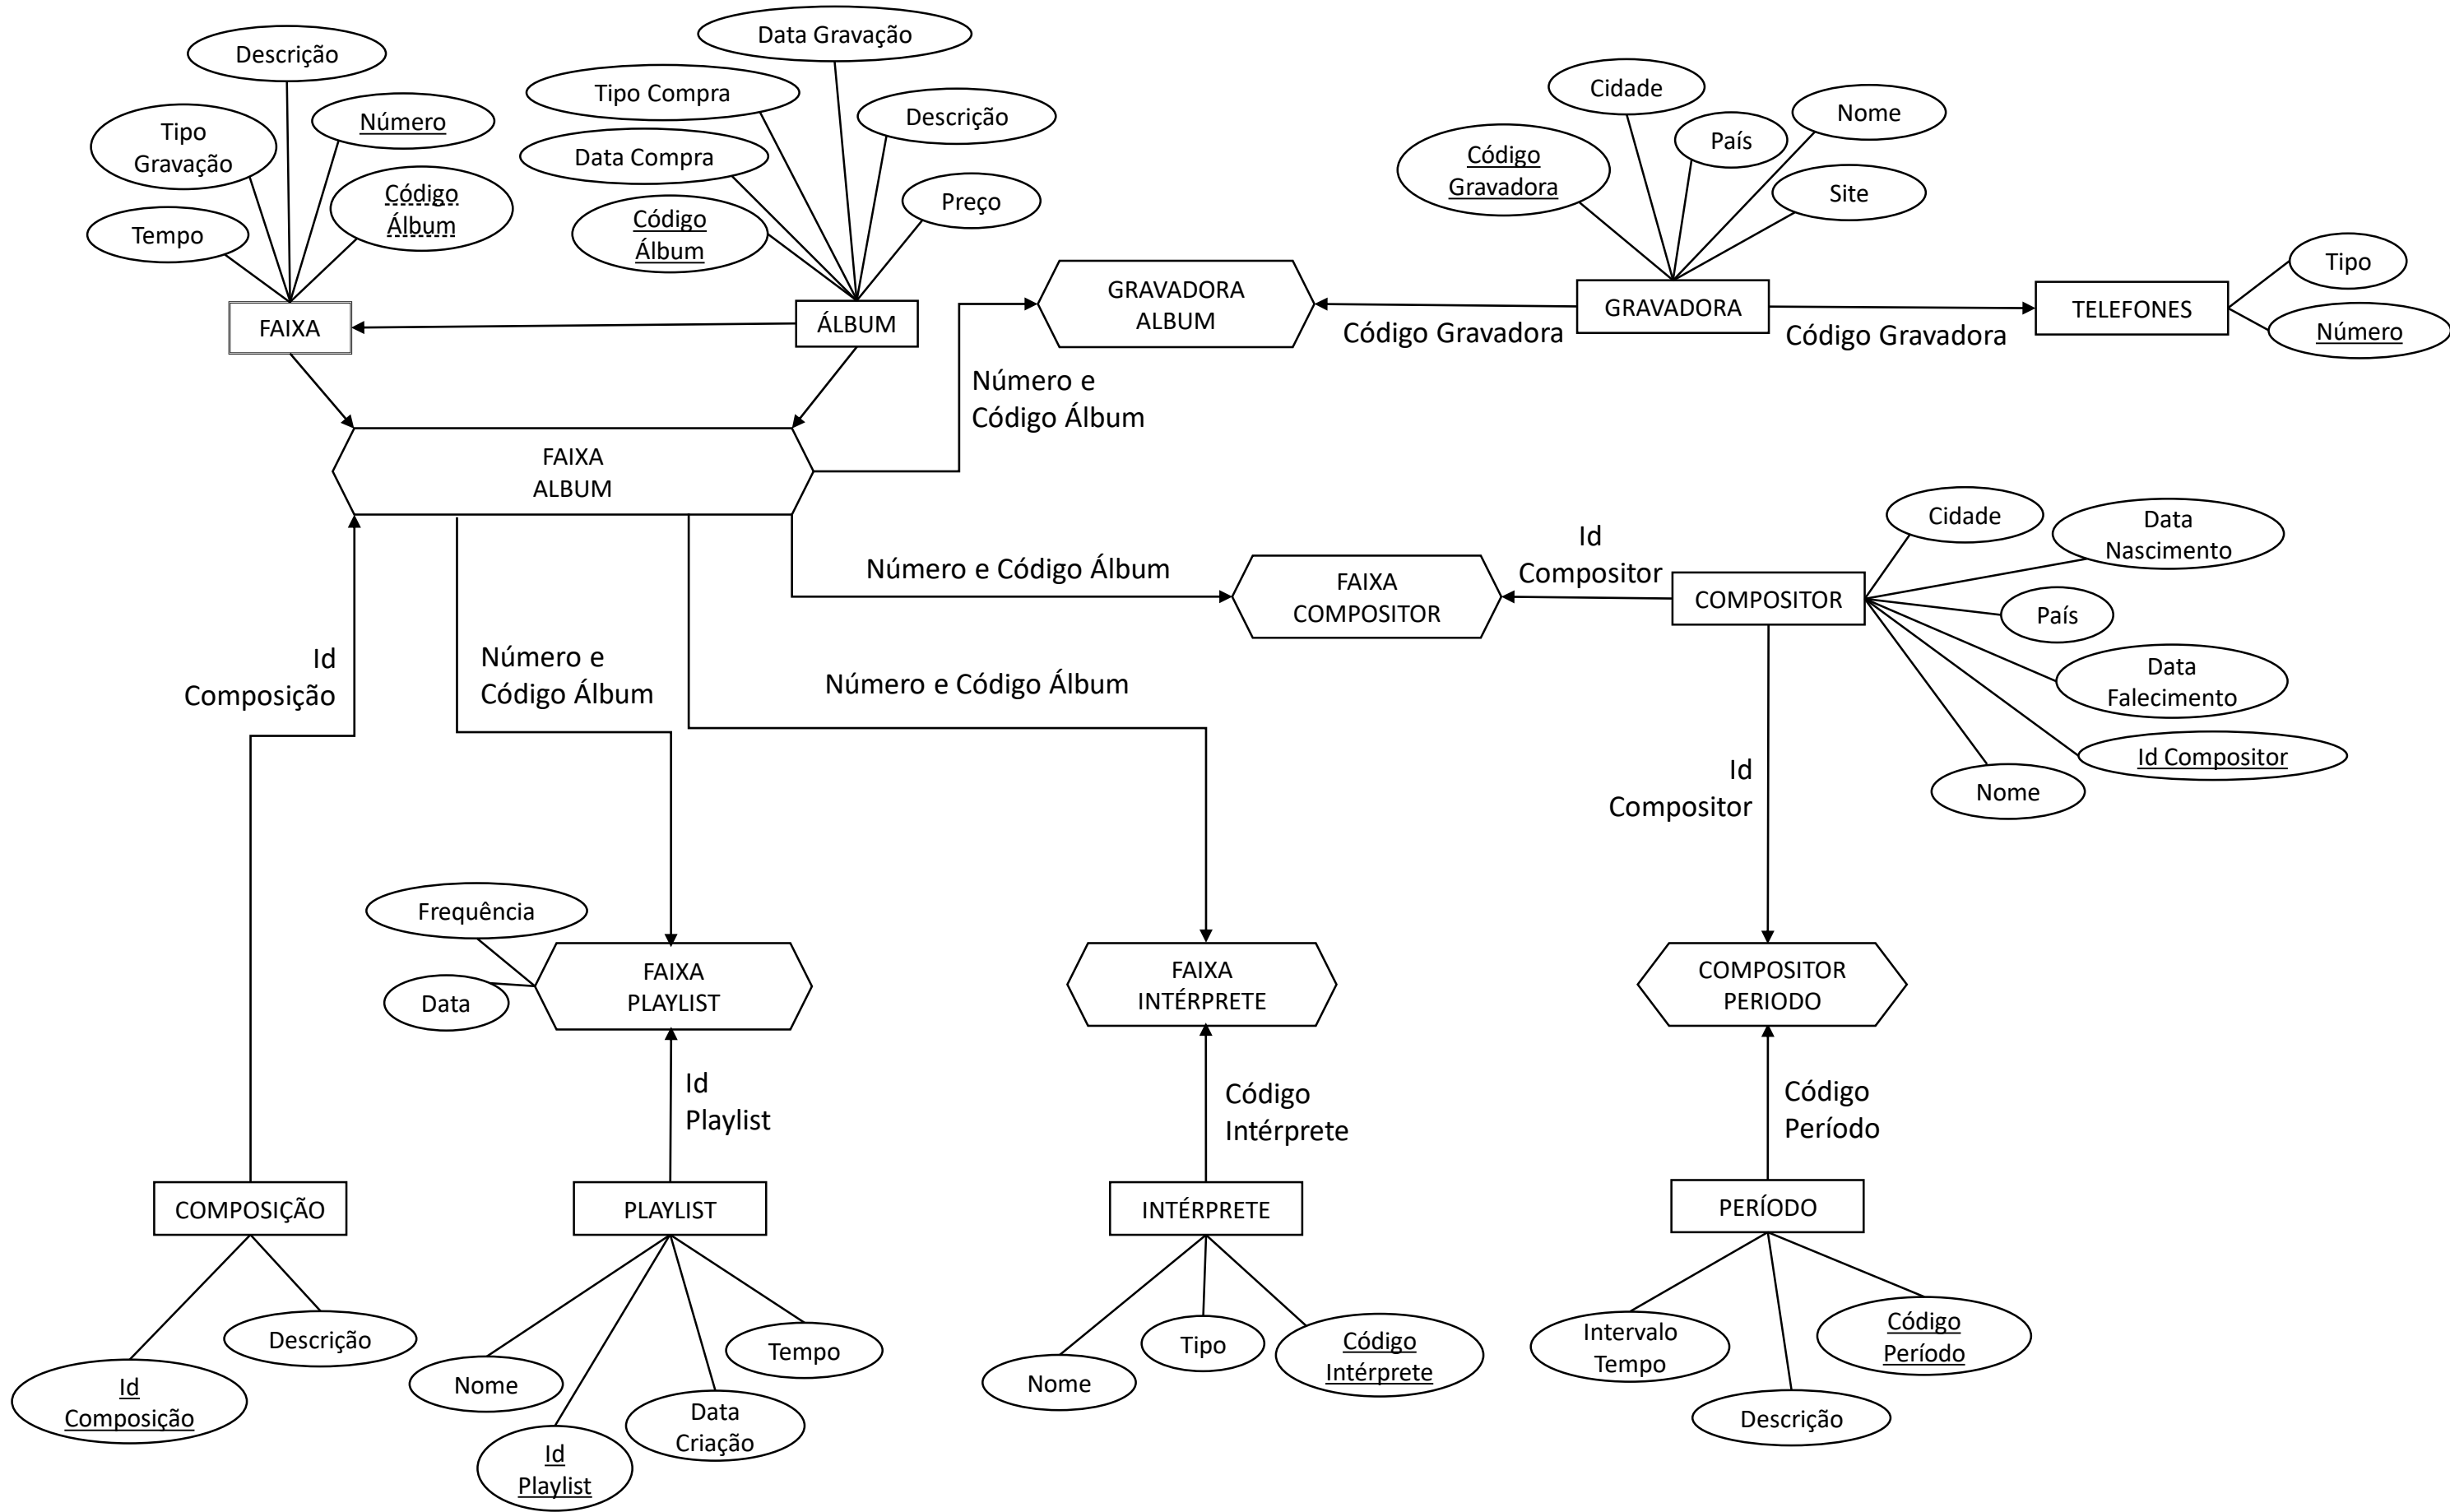 Data Gravação
Descrição
Tipo Compra
Cidade
Nome
Número
Descrição
Tipo
Gravação
País
Data Compra
Código
Gravadora
Código
Álbum
Site
Preço
Tempo
Código
Álbum
Tipo
GRAVADORA
ALBUM
GRAVADORA
TELEFONES
FAIXA
ÁLBUM
Número
Código Gravadora
Código Gravadora
Número e
Código Álbum
FAIXA
ALBUM
Cidade
Data
Nascimento
Id
Compositor
Número e Código Álbum
FAIXA
COMPOSITOR
COMPOSITOR
País
Id
Composição
Número e
Código Álbum
Número e Código Álbum
Data
Falecimento
Id Compositor
Id
Compositor
Nome
Frequência
FAIXA
PLAYLIST
FAIXA
INTÉRPRETE
COMPOSITOR
PERIODO
Data
Id
Playlist
Código
Intérprete
Código
Período
COMPOSIÇÃO
PLAYLIST
INTÉRPRETE
PERÍODO
Descrição
Tempo
Tipo
Código
Intérprete
Intervalo
Tempo
Código
Período
Id
Composição
Nome
Data
Criação
Nome
Descrição
Id
Playlist